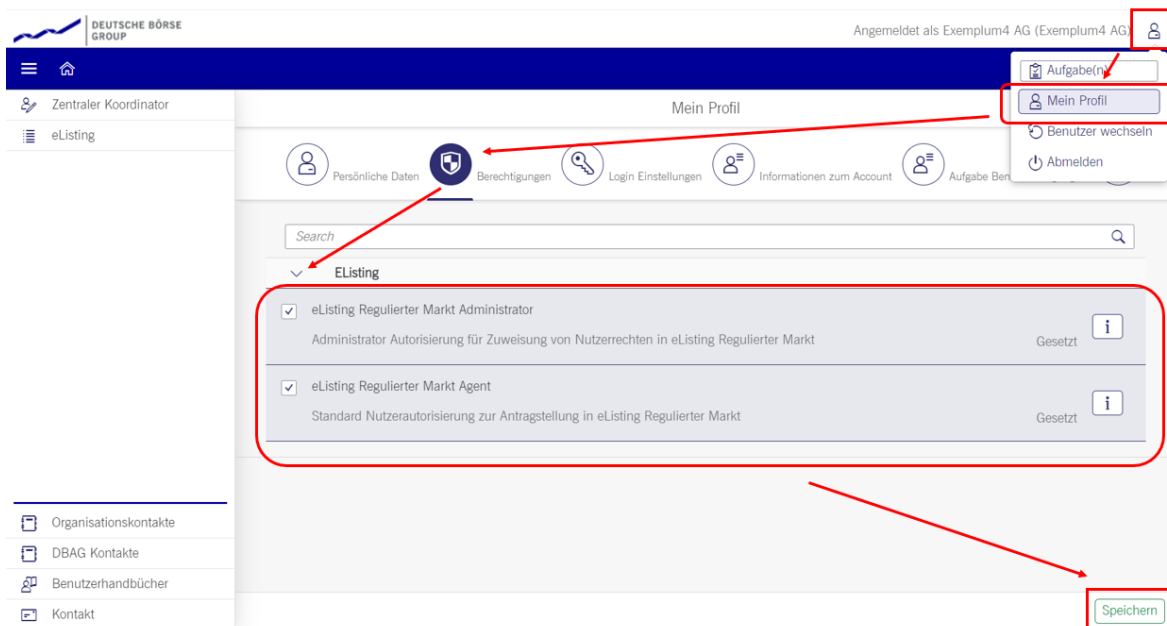 DEUTSCHE BÖRSE
GROUP
Angemeldet als Exemplum4 AG (Exemplum4 AG)
Aufgabe(n)
Mein Profil
Benutzer wechseln
Abmelden
Zentraler Koordinator
eListing
Mein Profil
Persönliche Daten
Berechtigungen
Login Einstellungen
Informationen zum Account
Aufgabe
Search
EListing
eListing Regulierter Markt Administrator
Administrator Autorisierung für Zuweisung von Nutzerrechten in eListing Regulierter Markt
Gesetzt
i
eListing Regulierter Markt Agent
Standard Nutzerautorisierung zur Antragstellung in eListing Regulierter Markt
Gesetzt
i
Organisationskontakte
DBAG Kontakte
Benutzerhandbücher
Kontakt
Speichern